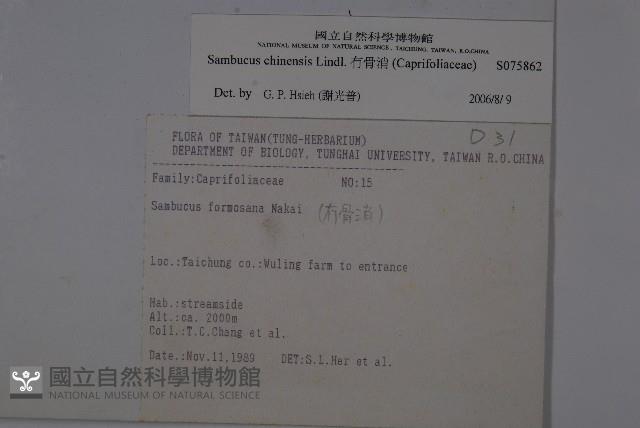 國立自然科學博物館
NATIONAL MUSEUM OF NATURAL SCIENCE, TAICHUNG, TAIWAN, R.O.CHINA
Sambucus chinensis Lindl. 有骨消 (Caprifoliaceae) S075862
Det. by G. P. Hsieh (謝光普) 2006/8/9
D 31
FLORA OF TAIWAN(TUNG-HERBARIUM)
DEPARTMENT OF BIOLOGY, TUNGHAI UNIVERSITY, TAIWAN R.O.CHINA
Family:Caprifoliaceae NO:15
Sambucus formosana Nakai (有骨消)
Loc.:Taichung co.:Wuling farm to entrance
Hab.:streamside
Alt.:ca. 2000m
Coll.:T.C.Chang et al.
Date.:Nov.11,1989 DET:S.L.Her et al.
國立自然科學博物館
NATIONAL MUSEUM OF NATURAL SCIENCE